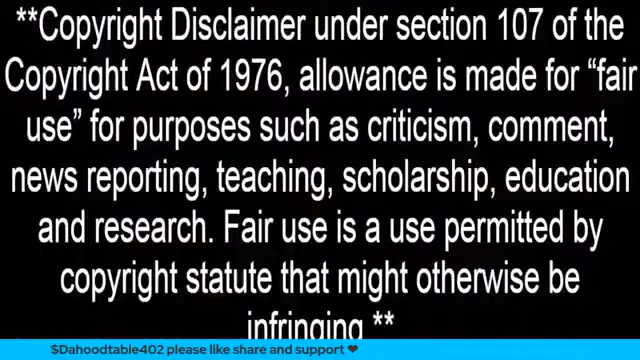 **Copyright Disclaimer under section 107 of the
Copyright Act of 1976, allowance is made for “fair
use” for purposes such as criticism, comment,
news reporting, teaching, scholarship, education
and research. Fair use is a use permitted by
copyright statute that might otherwise be
infringing.**
$Dahoodtable402 please like share and support ❤